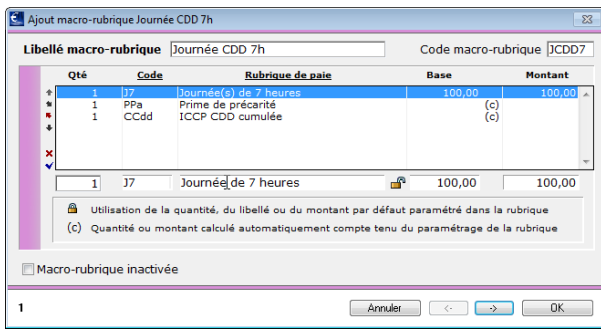 Ajout macro-rubrique Journée CDD 7h
Libellé macro-rubrique Journée CDD 7h Code macro-rubrique JCDD7
Qté Code Rubrique de paie Base Montant
1 J7 Journée(s) de 7 heures 100,00 100,00
1 PPa Prime de précarité (c)
1 CCdd ICCP CDD cumulée (c)
1 J7 Journée de 7 heures 100,00 100,00
Utilisation de la quantité, du libellé ou du montant par défaut paramétré dans la rubrique
(c) Quantité ou montant calculé automatiquement compte tenu du paramétrage de la rubrique
Macro-rubrique inactivée
1 Annuler <- -> OK